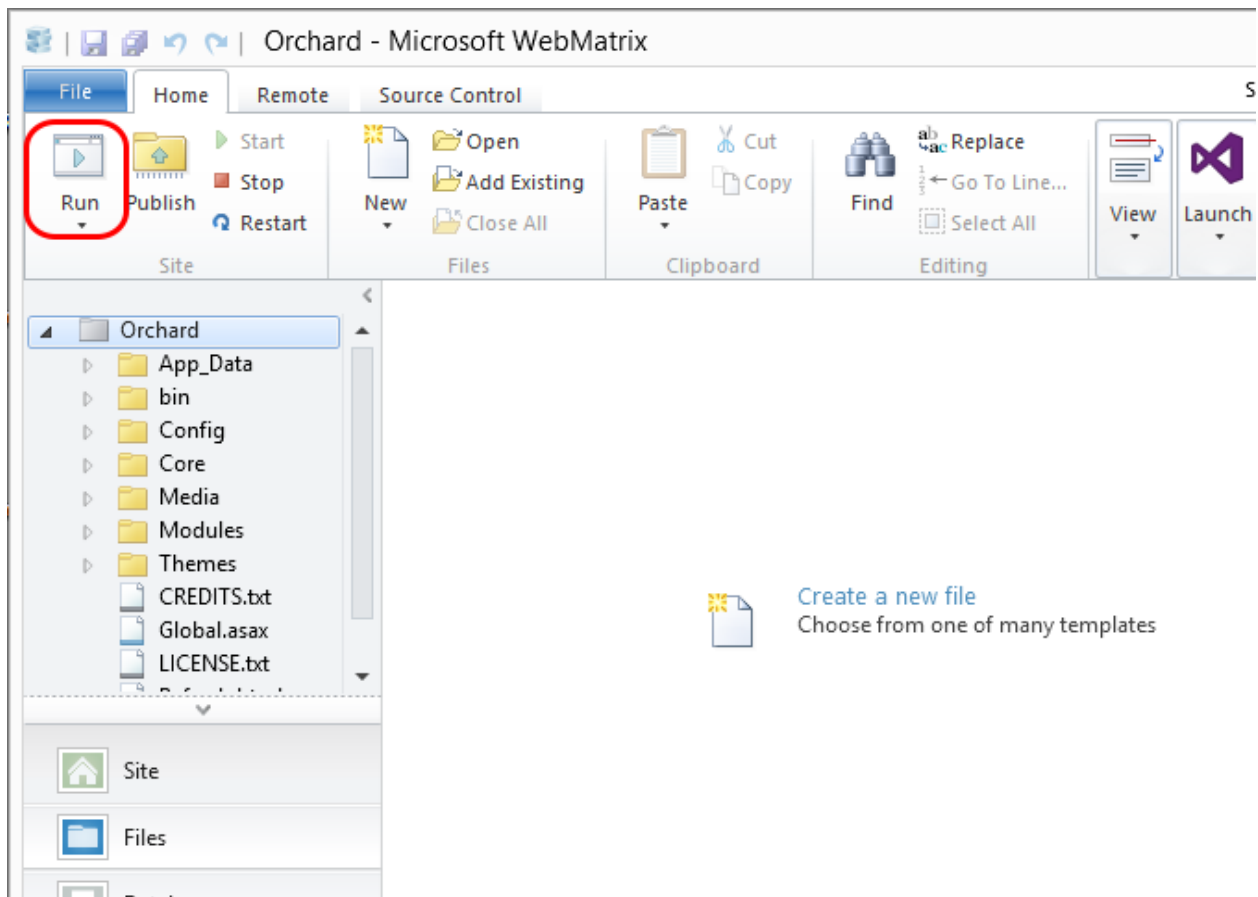 Orchard - Microsoft WebMatrix
File Home Remote Source Control S
Run
Publish
Start
Stop
Restart
Site
New
Open
Add Existing
Close All
Files
Paste
Cut
Copy
Clipboard
Find
ab
ac Replace
Go To Line...
Select All
Editing
View
Launch
Orchard
App_Data
bin
Config
Core
Media
Modules
Themes
CREDITS.txt
Global.asax
LICENSE.txt
Create a new file
Choose from one of many templates
Site
Files